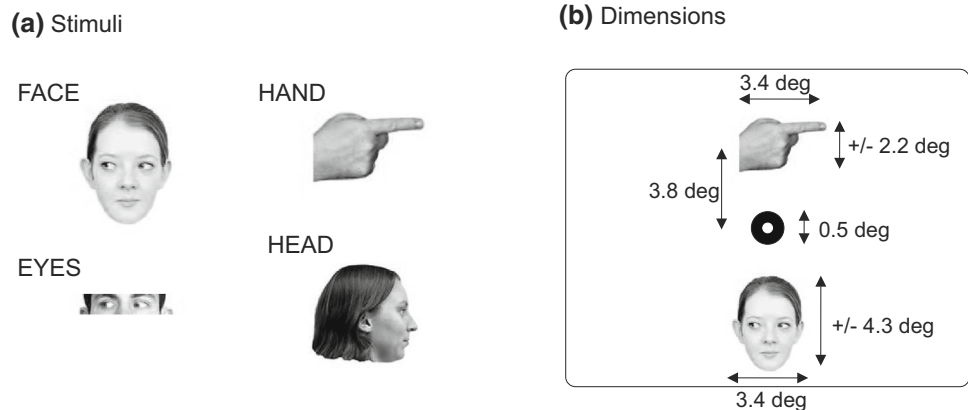 (a) Stimuli
FACE
HAND
EYES
HEAD
(b) Dimensions
3.4 deg
+/- 2.2 deg
3.8 deg
0.5 deg
+/- 4.3 deg
3.4 deg